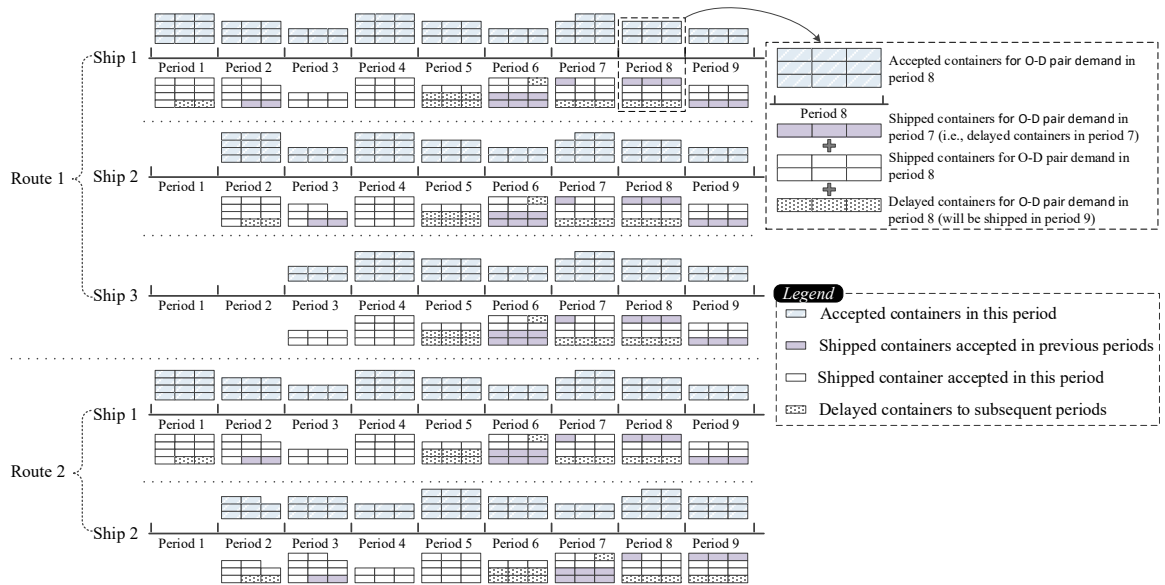 Route 1
Ship 1
Period 1 Period 2 Period 3 Period 4 Period 5 Period 6 Period 7 Period 8 Period 9
Ship 2
Period 1 Period 2 Period 3 Period 4 Period 5 Period 6 Period 7 Period 8 Period 9
Ship 3
Period 1 Period 2 Period 3 Period 4 Period 5 Period 6 Period 7 Period 8 Period 9
Route 2
Ship 1
Period 1 Period 2 Period 3 Period 4 Period 5 Period 6 Period 7 Period 8 Period 9
Ship 2
Period 1 Period 2 Period 3 Period 4 Period 5 Period 6 Period 7 Period 8 Period 9
Accepted containers for O-D pair demand in
period 8
Period 8
Shipped containers for O-D pair demand in
period 7 (i.e., delayed containers in period 7)
Shipped containers for O-D pair demand in
period 8
Delayed containers for O-D pair demand in
period 8 (will be shipped in period 9)
Legend
Accepted containers in this period
Shipped containers accepted in previous periods
Shipped container accepted in this period
Delayed containers to subsequent periods